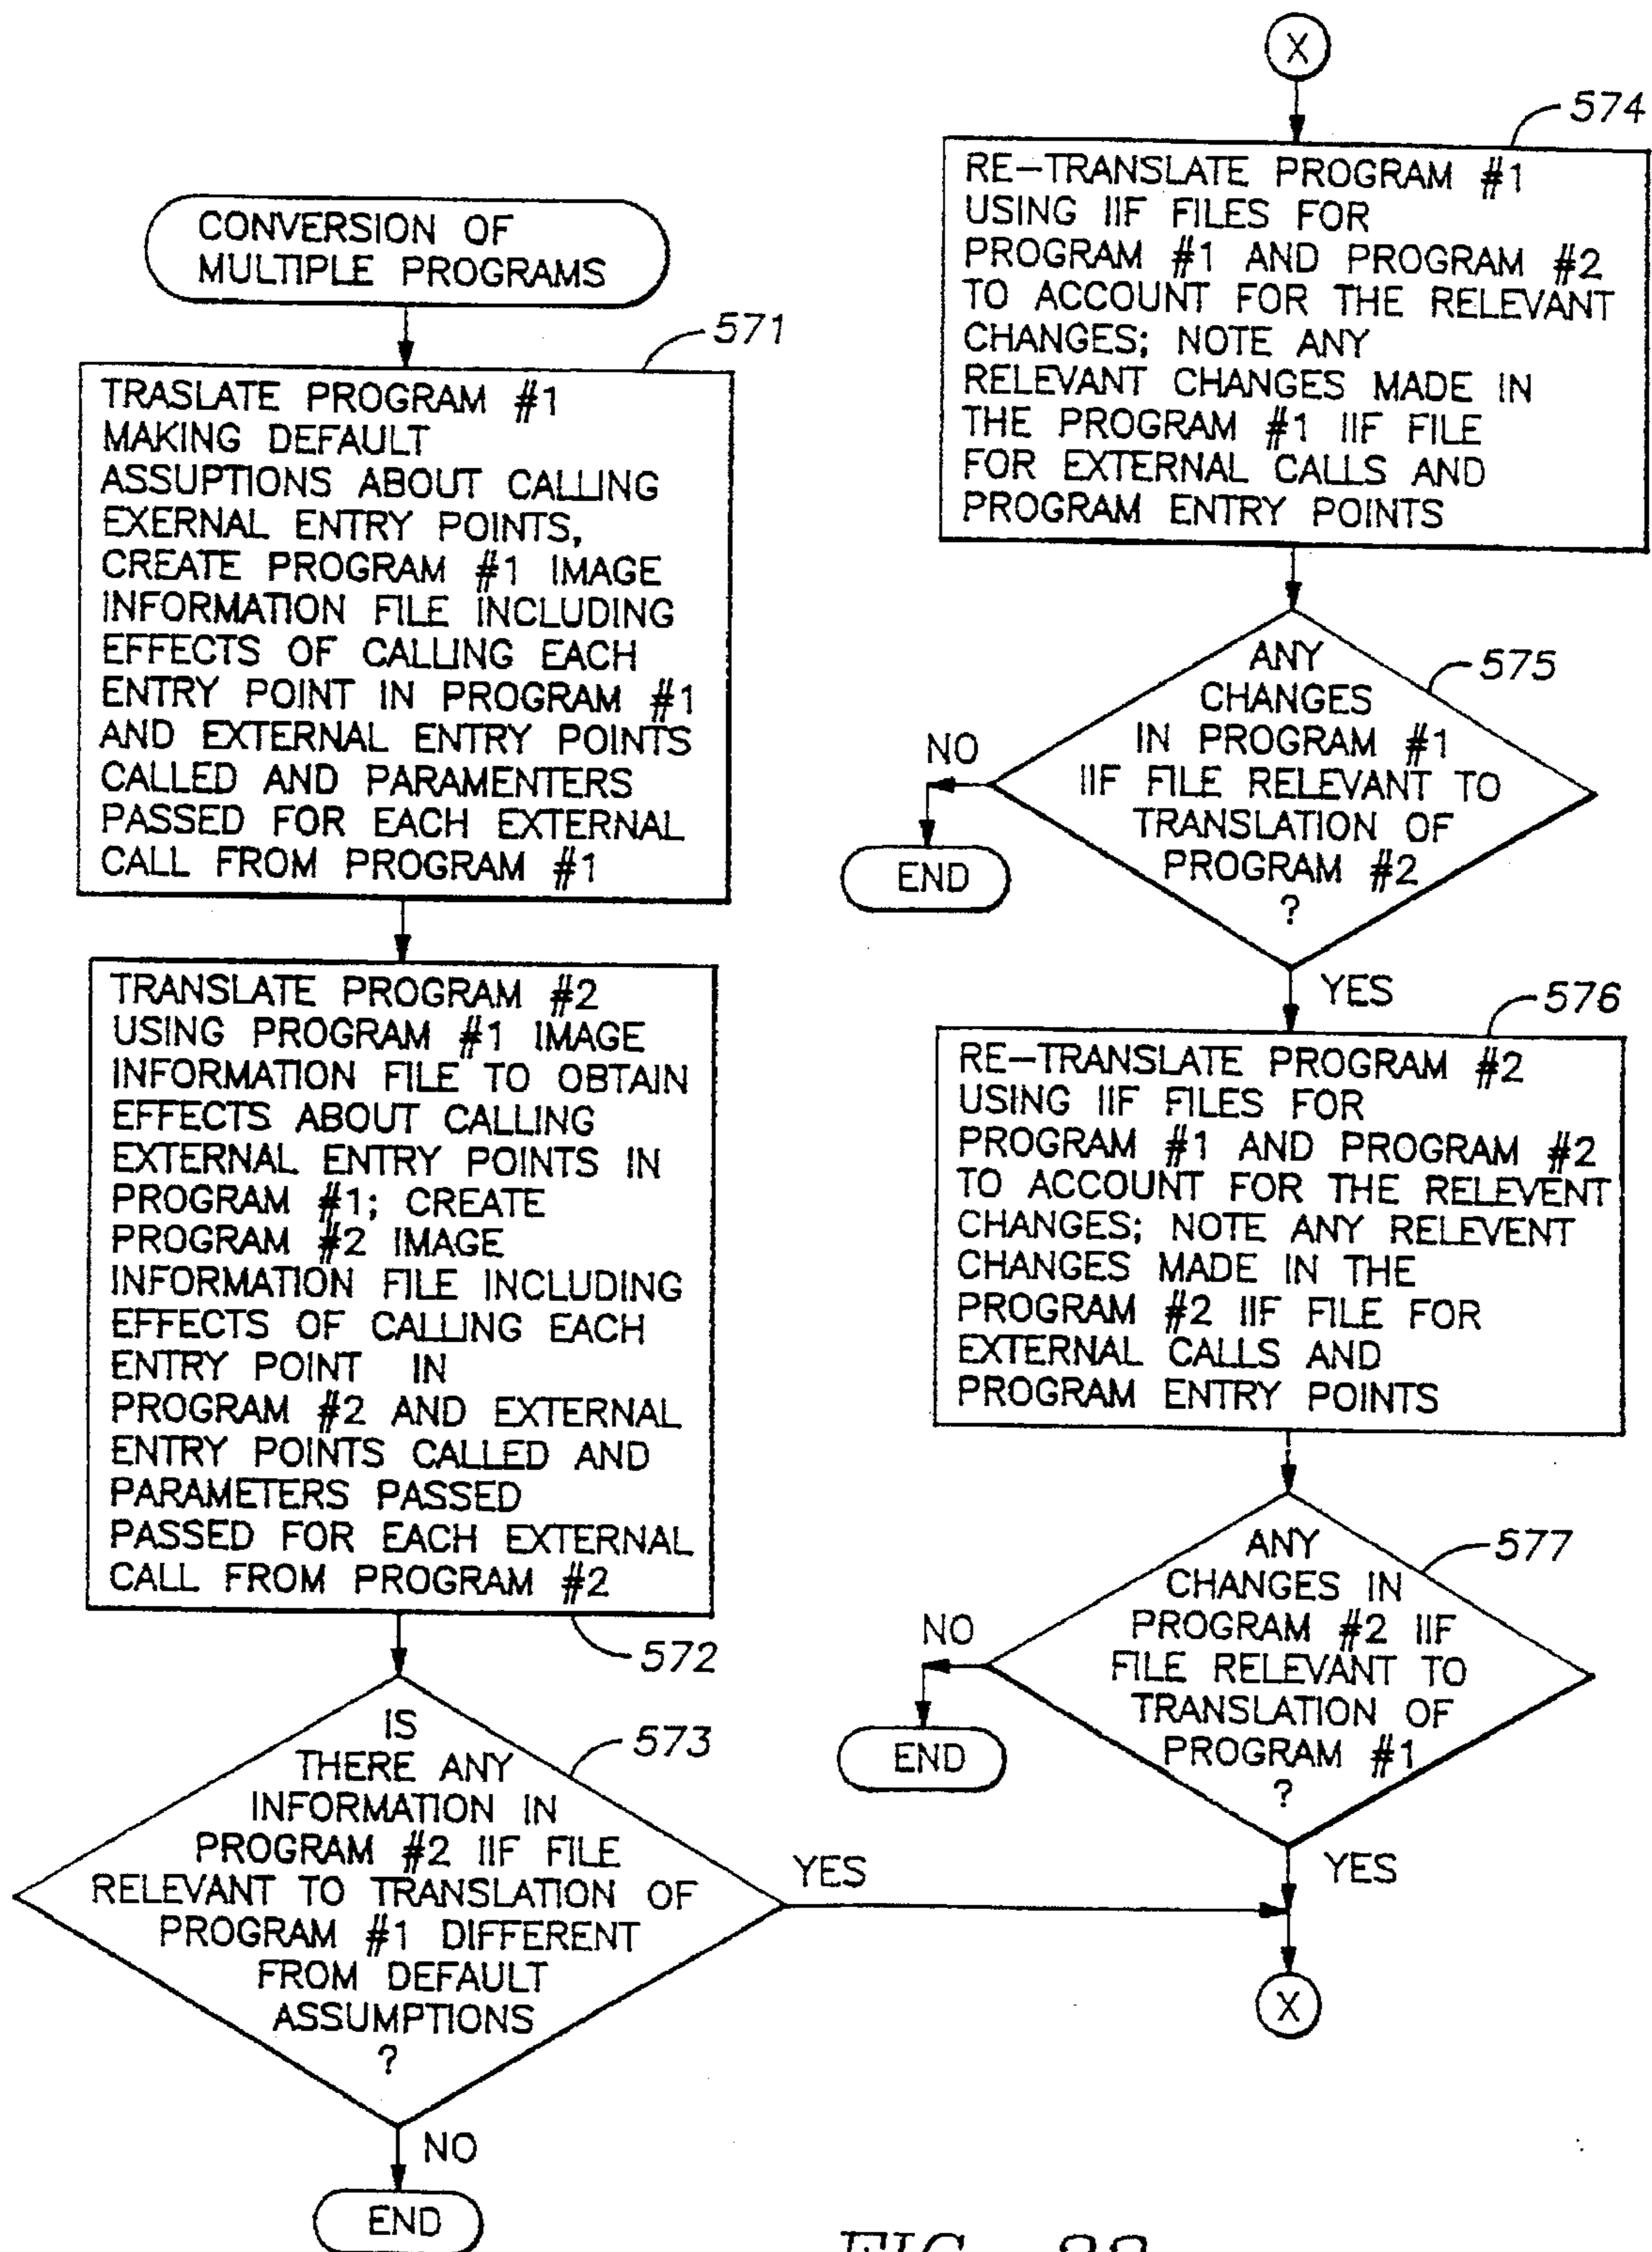 CONVERSION OF
MULTIPLE PROGRAMS
571
TRASLATE PROGRAM #1
MAKING DEFAULT
ASSUPTIONS ABOUT CALLING
EXERNAL ENTRY POINTS,
CREATE PROGRAM #1 IMAGE
INFORMATION FILE INCLUDING
EFFECTS OF CALLING EACH
ENTRY POINT IN PROGRAM #1
AND EXTERNAL ENTRY POINTS
CALLED AND PARAMENTERS
PASSED FOR EACH EXTERNAL
CALL FROM PROGRAM #1
TRANSLATE PROGRAM #2
USING PROGRAM #1 IMAGE
INFORMATION FILE TO OBTAIN
EFFECTS ABOUT CALLING
EXTERNAL ENTRY POINTS IN
PROGRAM #1; CREATE
PROGRAM #2 IMAGE
INFORMATION FILE INCLUDING
EFFECTS OF CALLING EACH
ENTRY POINT IN
PROGRAM #2 AND EXTERNAL
ENTRY POINTS CALLED AND
PARAMETERS PASSED
PASSED FOR EACH EXTERNAL
CALL FROM PROGRAM #2
572
573
IS
THERE ANY
INFORMATION IN
PROGRAM #2 IIF FILE
RELEVANT TO TRANSLATION OF
PROGRAM #1 DIFFERENT
FROM DEFAULT
ASSUMPTIONS
?
YES
NO
END
X
574
RE-TRANSLATE PROGRAM #1
USING IIF FILES FOR
PROGRAM #1 AND PROGRAM #2
TO ACCOUNT FOR THE RELEVANT
CHANGES; NOTE ANY
RELEVANT CHANGES MADE IN
THE PROGRAM #1 IIF FILE
FOR EXTERNAL CALLS AND
PROGRAM ENTRY POINTS
575
ANY
CHANGES
IN PROGRAM #1
IIF FILE RELEVANT TO
TRANSLATION OF
PROGRAM #2
?
NO
END
YES
576
RE-TRANSLATE PROGRAM #2
USING IIF FILES FOR
PROGRAM #1 AND PROGRAM #2
TO ACCOUNT FOR THE RELEVENT
CHANGES; NOTE ANY RELEVENT
CHANGES MADE IN THE
PROGRAM #2 IIF FILE FOR
EXTERNAL CALLS AND
PROGRAM ENTRY POINTS
577
ANY
CHANGES IN
PROGRAM #2 IIF
FILE RELEVANT TO
TRANSLATION OF
PROGRAM #1
?
NO
END
YES
X
FIG.